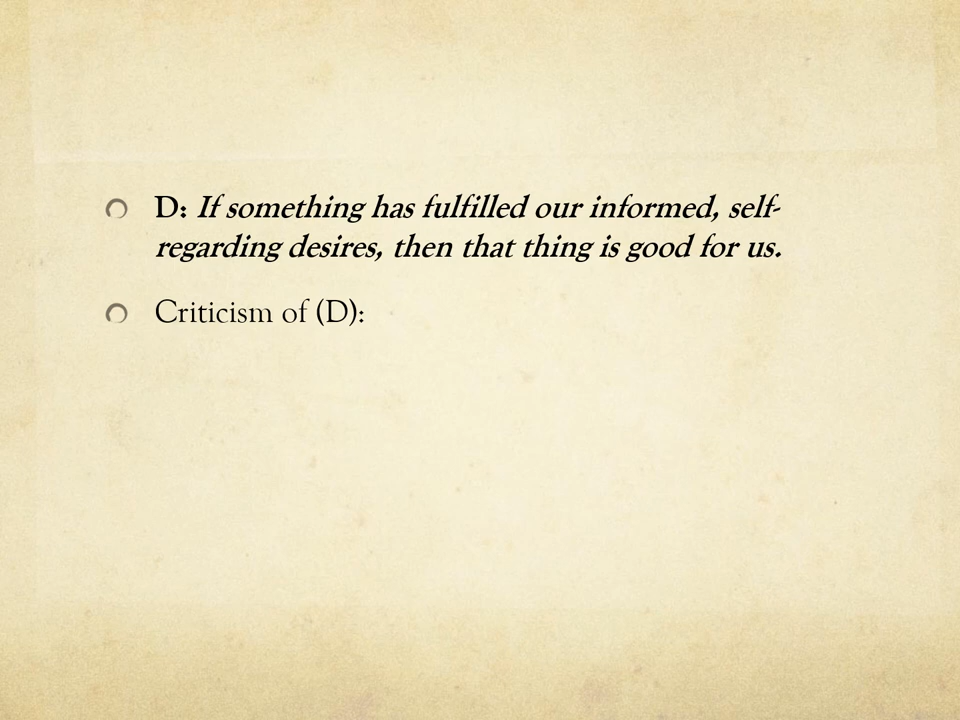 D: If something has fulfilled our informed, self-
regarding desires, then that thing is good for us.
Criticism of (D):